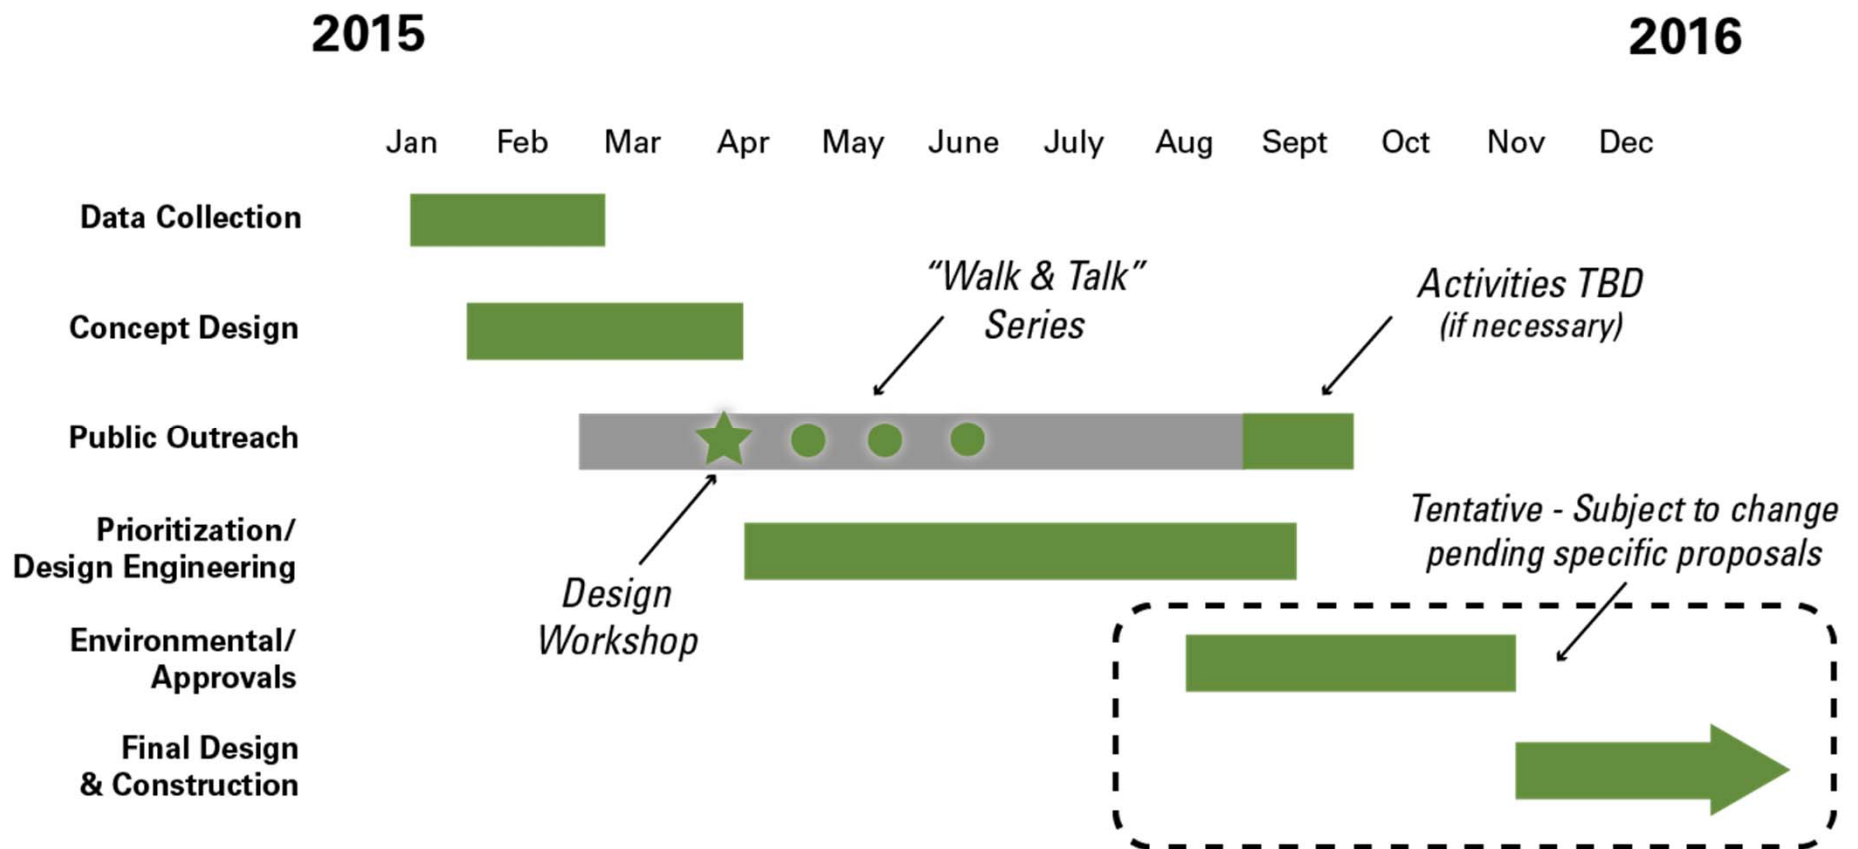 2015
2016
Jan Feb Mar Apr May June July Aug Sept Oct Nov Dec
Data Collection
“Walk & Talk”
Series
Activities TBD
(if necessary)
Concept Design
Public Outreach
Prioritization/
Design Engineering
Design
Workshop
Tentative - Subject to change
pending specific proposals
Environmental/
Approvals
Final Design
& Construction